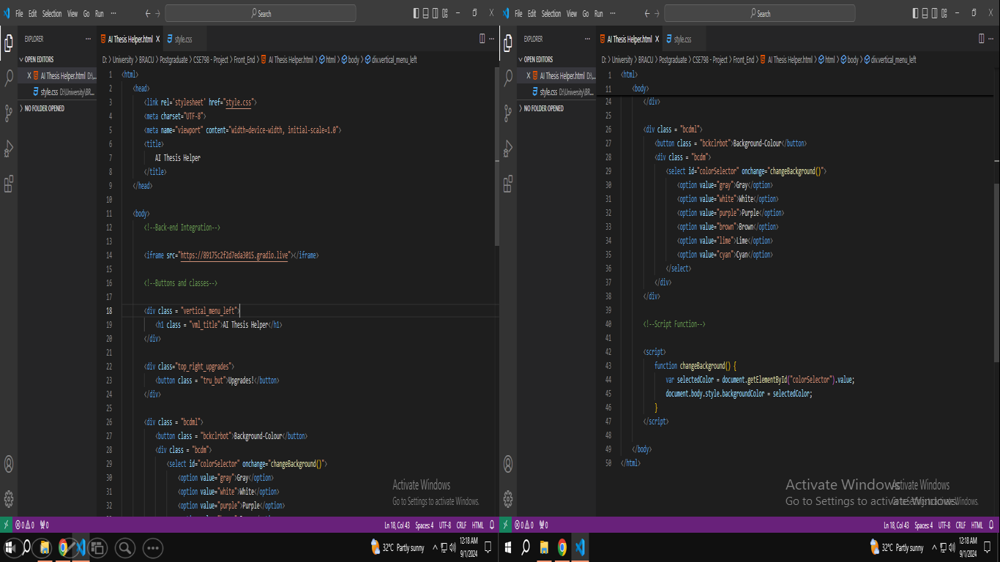 File Edit Selection View Go Run ··· Search
EXPLORER ···
OPEN EDITORS
AI Thesis Helper.html D:\...
style.css D:\University\BR...
NO FOLDER OPENED
AI Thesis Helper.html style.css
D: > University > BRACU > Postgraduate > CSE798 - Project > Front_End > AI Thesis Helper.html > html > body > div.vertical_menu_left
1 <html>
2 <head>
3 <link rel='stylesheet' href="style.css">
4 <meta charset="UTF-8">
5 <meta name="viewport" content="width=device-width, initial-scale=1.0">
6 <title>
7 AI Thesis Helper
8 </title>
9 </head>
10
11 <body>
12 <!--Back-end Integration-->
13
14 <iframe src="https://89175c2f2d7eda3015.gradio.live"></iframe>
15
16 <!--Buttons and classes-->
17
18 <div class = "vertical_menu_left">
19 <h1 class = "vml_title">AI Thesis Helper</h1>
20 </div>
21
22 <div class="top_right_upgrades">
23 <button class = "tru_but">Upgrades!</button>
24 </div>
25
26 <div class = "bcdml">
27 <button class = "bckclrbot">Background-Colour</button>
28 <div class = "bcdm">
29 <select id="colorSelector" onchange="changeBackground()">
30 <option value="gray">Gray</option>
31 <option value="white">White</option>
32 <option value="purple">Purple</option>
Activate Windows
Go to Settings to activate Windows.
0 0 0 Ln 18, Col 43 Spaces: 4 UTF-8 CRLF HTML
32°C Partly sunny 12:18 AM
9/1/2024
File Edit Selection View Go Run ··· Search
EXPLORER ···
OPEN EDITORS
AI Thesis Helper.html D:\...
style.css D:\University\BR...
NO FOLDER OPENED
AI Thesis Helper.html style.css
D: > University > BRACU > Postgraduate > CSE798 - Project > Front_End > AI Thesis Helper.html > html > body > div.vertical_menu_left
1 <html>
11 <body>
24 </div>
25
26 <div class = "bcdml">
27 <button class = "bckclrbot">Background-Colour</button>
28 <div class = "bcdm">
29 <select id="colorSelector" onchange="changeBackground()">
30 <option value="gray">Gray</option>
31 <option value="white">White</option>
32 <option value="purple">Purple</option>
33 <option value="brown">Brown</option>
34 <option value="lime">Lime</option>
35 <option value="cyan">Cyan</option>
36 </select>
37 </div>
38 </div>
39
40 <!--Script Function-->
41
42 <script>
43 function changeBackground() {
44 var selectedColor = document.getElementById("colorSelector").value;
45 document.body.style.backgroundColor = selectedColor;
46 }
47 </script>
48
49 </body>
50 </html>
Activate Windows
Go to Settings to activate Windows.
Activate Windows
Go to Settings to activate Windows.
0 0 0 Ln 18, Col 43 Spaces: 4 UTF-8 CRLF HTML
32°C Partly sunny 12:18 AM
9/1/2024